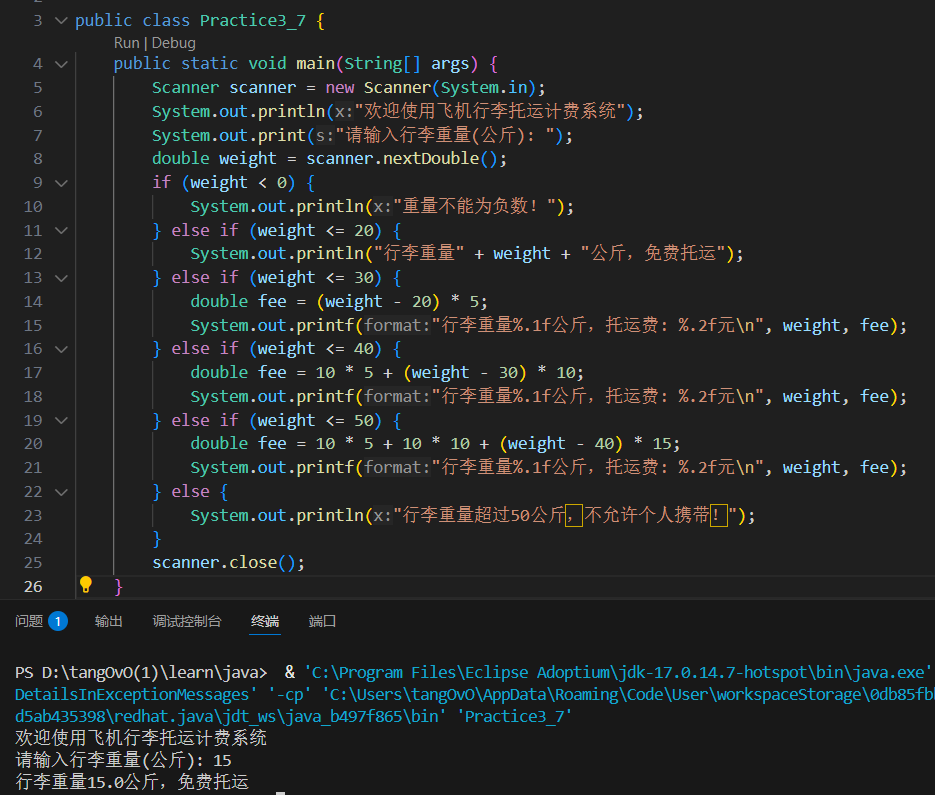 3 public class Practice3_7 {
Run | Debug
4 public static void main(String[] args) {
5 Scanner scanner = new Scanner(System.in);
6 System.out.println(x:"欢迎使用飞机行李托运计费系统");
7 System.out.print(s:"请输入行李重量(公斤): ");
8 double weight = scanner.nextDouble();
9 if (weight < 0) {
10 System.out.println(x:"重量不能为负数！");
11 } else if (weight <= 20) {
12 System.out.println("行李重量" + weight + "公斤，免费托运");
13 } else if (weight <= 30) {
14 double fee = (weight - 20) * 5;
15 System.out.printf(format:"行李重量%.1f公斤，托运费: %.2f元\n", weight, fee);
16 } else if (weight <= 40) {
17 double fee = 10 * 5 + (weight - 30) * 10;
18 System.out.printf(format:"行李重量%.1f公斤，托运费: %.2f元\n", weight, fee);
19 } else if (weight <= 50) {
20 double fee = 10 * 5 + 10 * 10 + (weight - 40) * 15;
21 System.out.printf(format:"行李重量%.1f公斤，托运费: %.2f元\n", weight, fee);
22 } else {
23 System.out.println(x:"行李重量超过50公斤，不允许个人携带！");
24 }
25 scanner.close();
26 }
问题 1 输出 调试控制台 终端 端口
PS D:\tangOvO(1)\learn\java> & 'C:\Program Files\Eclipse Adoptium\jdk-17.0.14.7-hotspot\bin\java.exe'
DetailsInExceptionMessages' '-cp' 'C:\Users\tangOvO\AppData\Roaming\Code\User\workspaceStorage\0db85fb
d5ab435398\redhat.java\jdt_ws\java_b497f865\bin' 'Practice3_7'
欢迎使用飞机行李托运计费系统
请输入行李重量(公斤): 15
行李重量15.0公斤，免费托运